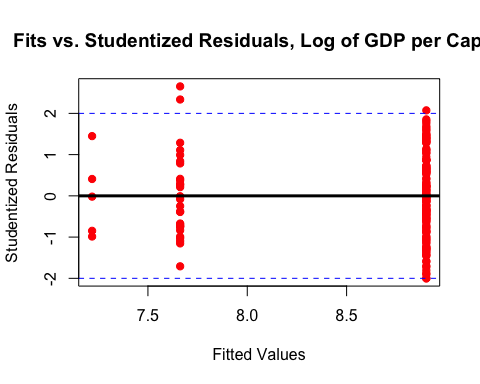 Fits vs. Studentized Residuals, Log of GDP per Cap
Studentized Residuals
2
1
0
-1
-2
7.5 8.0 8.5
Fitted Values